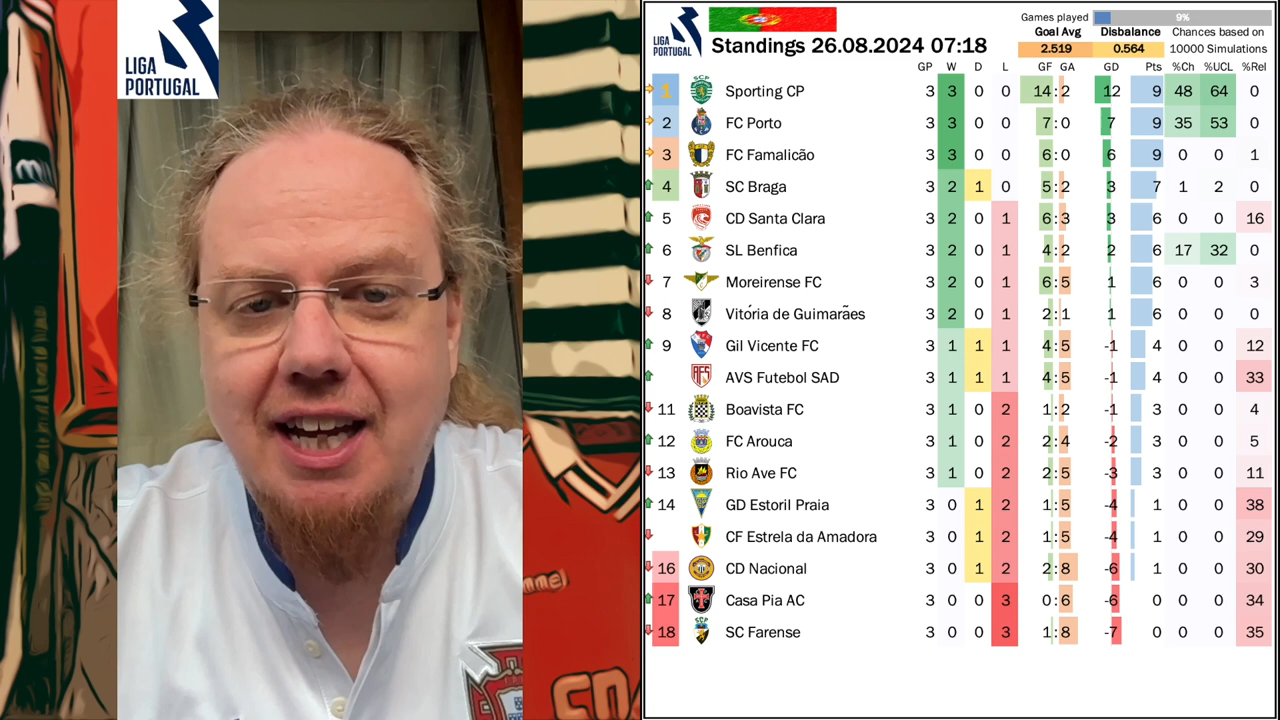 LIGA
PORTUGAL
LIGA
PORTUGAL
Standings 26.08.2024 07:18
Games played 9%
Goal Avg Disbalance Chances based on
2.519 0.564 10000 Simulations
GP W D L GF GA GD Pts %Ch %UCL %Rel
1 Sporting CP 3 3 0 0 14:2 12 9 48 64 0
2 FC Porto 3 3 0 0 7:0 7 9 35 53 0
3 FC Famalicão 3 3 0 0 6:0 6 9 0 0 1
4 SC Braga 3 2 1 0 5:2 3 7 1 2 0
5 CD Santa Clara 3 2 0 1 6:3 3 6 0 0 16
6 SL Benfica 3 2 0 1 4:2 2 6 17 32 0
7 Moreirense FC 3 2 0 1 6:5 1 6 0 0 3
8 Vitória de Guimarães 3 2 0 1 2:1 1 6 0 0 0
9 Gil Vicente FC 3 1 1 1 4:5 -1 4 0 0 12
AVS Futebol SAD 3 1 1 1 4:5 -1 4 0 0 33
11 Boavista FC 3 1 0 2 1:2 -1 3 0 0 4
12 FC Arouca 3 1 0 2 2:4 -2 3 0 0 5
13 Rio Ave FC 3 1 0 2 2:5 -3 3 0 0 11
14 GD Estoril Praia 3 0 1 2 1:5 -4 1 0 0 38
CF Estrela da Amadora 3 0 1 2 1:5 -4 1 0 0 29
16 CD Nacional 3 0 1 2 2:8 -6 1 0 0 30
17 Casa Pia AC 3 0 0 3 0:6 -6 0 0 0 34
18 SC Farense 3 0 0 3 1:8 -7 0 0 0 35